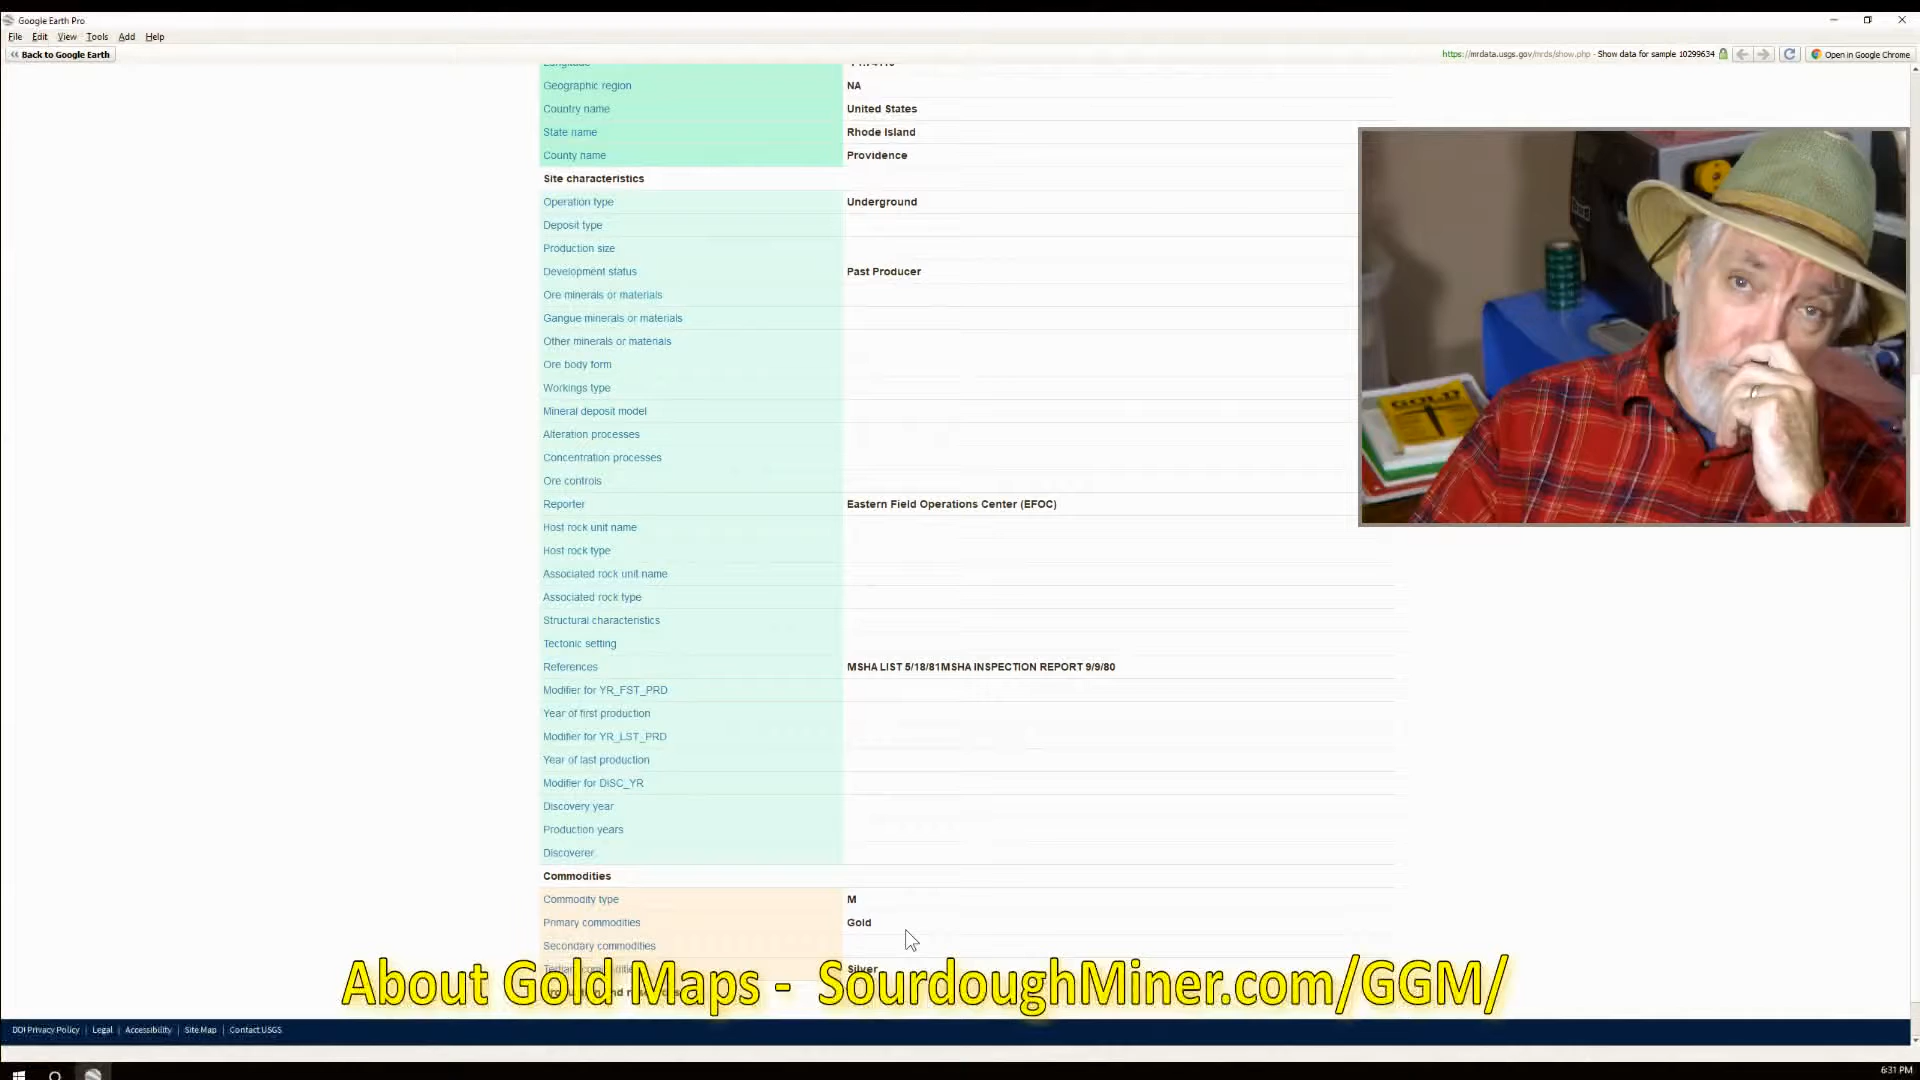 Google Earth Pro
File Edit View Tools Add Help
Back to Google Earth
https://mrdata.usgs.gov/mrds/show.php - Show data for sample 10299634
Open in Google Chrome
Longitude
Geographic region NA
Country name United States
State name Rhode Island
County name Providence
Site characteristics
Operation type Underground
Deposit type
Production size
Development status Past Producer
Ore minerals or materials
Gangue minerals or materials
Other minerals or materials
Ore body form
Workings type
Mineral deposit model
Alteration processes
Concentration processes
Ore controls
Reporter Eastern Field Operations Center (EFOC)
Host rock unit name
Host rock type
Associated rock unit name
Associated rock type
Structural characteristics
Tectonic setting
References MSHA LIST 5/18/81MSHA INSPECTION REPORT 9/9/80
Modifier for YR_FST_PRD
Year of first production
Modifier for YR_LST_PRD
Year of last production
Modifier for DISC_YR
Discovery year
Production years
Discoverer
Commodities
Commodity type M
Primary commodities Gold
Secondary commodities
Silver
About Gold Maps - SourdoughMiner.com/GGM/
DOI Privacy Policy Legal Accessibility Site Map Contact USGS
6:31 PM
GOLD